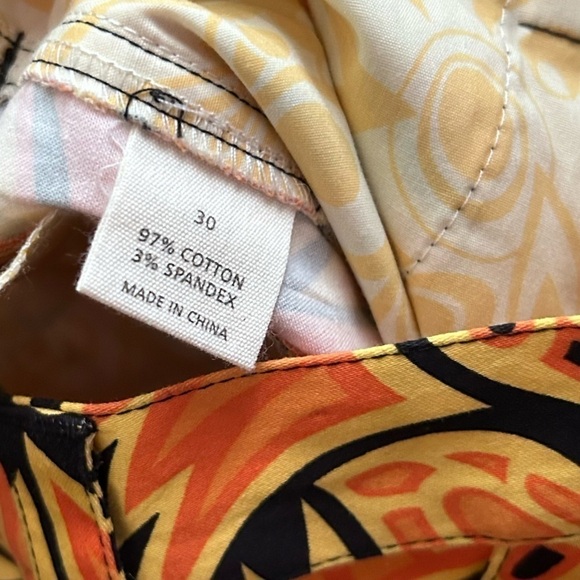 30
97% COTTON
3% SPANDEX
MADE IN CHINA